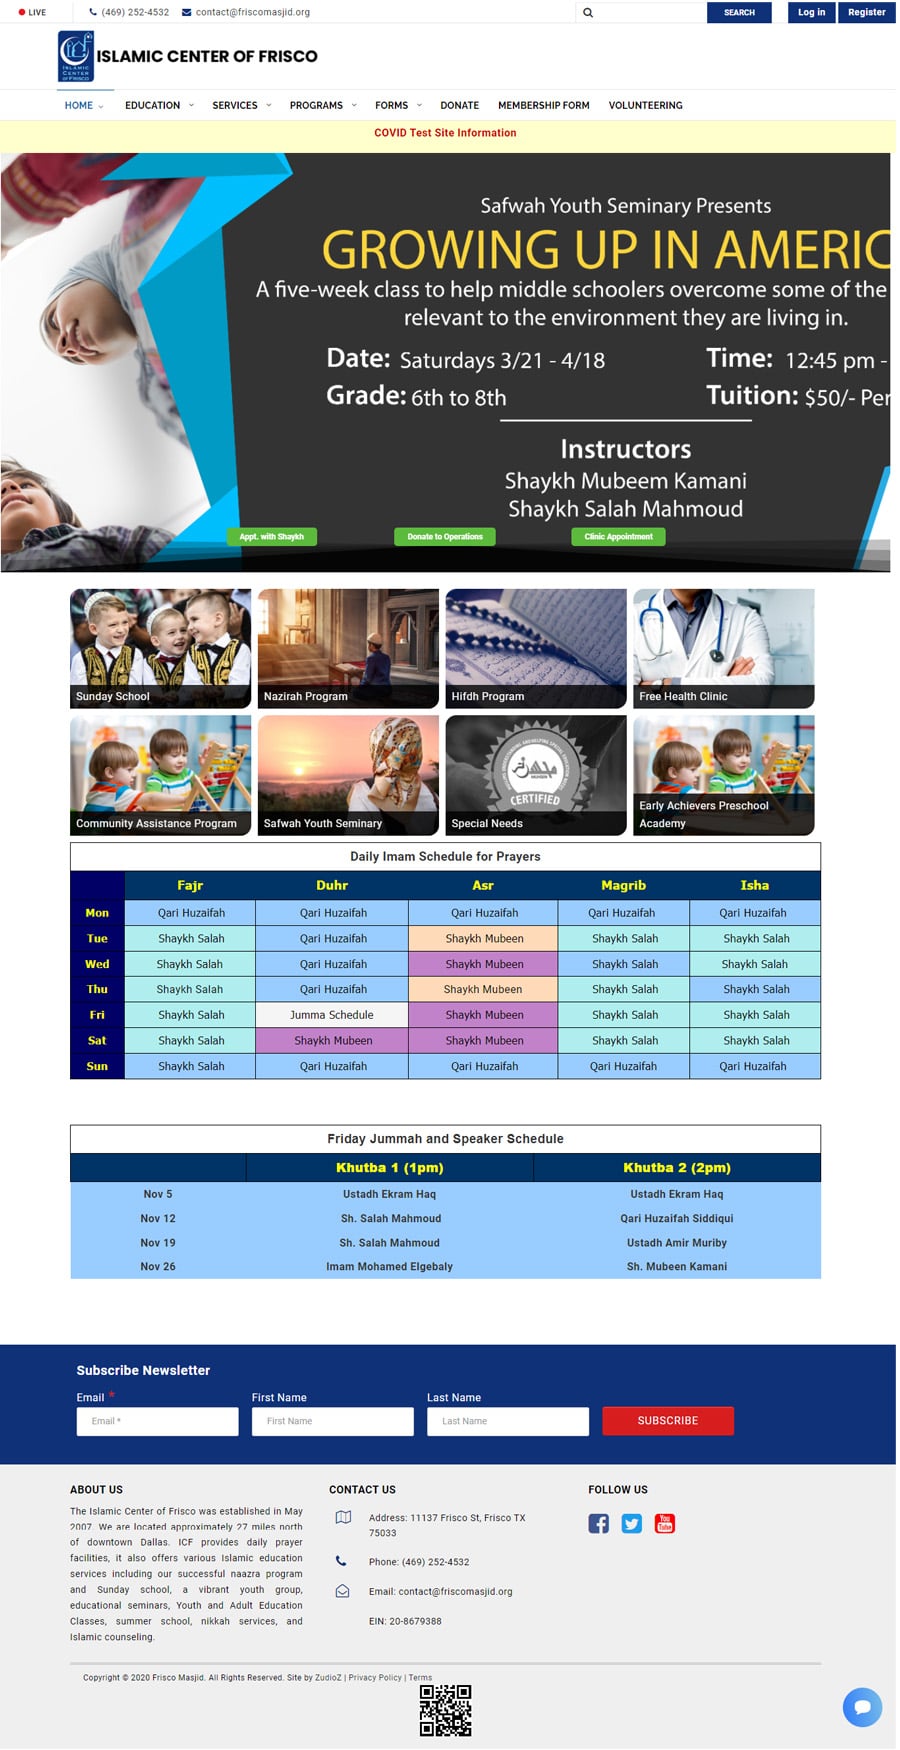 LIVE (469) 252-4532 contact@friscomasjid.org SEARCH Log in Register
ISLAMIC CENTER OF FRISCO
ISLAMIC
CENTER
OF FRISCO
HOME EDUCATION SERVICES PROGRAMS FORMS DONATE MEMBERSHIP FORM VOLUNTEERING
COVID Test Site Information
Safwah Youth Seminary Presents
GROWING UP IN AMERIC
A five-week class to help middle schoolers overcome some of the
relevant to the environment they are living in.
Date: Saturdays 3/21 - 4/18 Time: 12:45 pm -
Grade: 6th to 8th Tuition: $50/- Per
Instructors
Shaykh Mubeem Kamani
Shaykh Salah Mahmoud
Appt. with Shaykh Donate to Operations Clinic Appointment
Sunday School Nazirah Program Hifdh Program Free Health Clinic
CERTIFIED
Community Assistance Program Safwah Youth Seminary Special Needs Early Achievers Preschool
Academy
Daily Imam Schedule for Prayers
Fajr Duhr Asr Magrib Isha
Mon Qari Huzaifah Qari Huzaifah Qari Huzaifah Qari Huzaifah Qari Huzaifah
Tue Shaykh Salah Qari Huzaifah Shaykh Mubeen Shaykh Salah Shaykh Salah
Wed Shaykh Salah Qari Huzaifah Shaykh Mubeen Shaykh Salah Shaykh Salah
Thu Shaykh Salah Qari Huzaifah Shaykh Mubeen Shaykh Salah Shaykh Salah
Fri Shaykh Salah Jumma Schedule Shaykh Mubeen Shaykh Salah Shaykh Salah
Sat Shaykh Salah Shaykh Mubeen Shaykh Mubeen Shaykh Salah Shaykh Salah
Sun Shaykh Salah Qari Huzaifah Qari Huzaifah Qari Huzaifah Qari Huzaifah
Friday Jummah and Speaker Schedule
Khutba 1 (1pm) Khutba 2 (2pm)
Nov 5 Ustadh Ekram Haq Ustadh Ekram Haq
Nov 12 Sh. Salah Mahmoud Qari Huzaifah Siddiqui
Nov 19 Sh. Salah Mahmoud Ustadh Amir Muriby
Nov 26 Imam Mohamed Elgebaly Sh. Mubeen Kamani
Subscribe Newsletter
Email * First Name Last Name
Email * First Name Last Name SUBSCRIBE
ABOUT US
The Islamic Center of Frisco was established in May
2007. We are located approximately 27 miles north
of downtown Dallas. ICF provides daily prayer
facilities, it also offers various Islamic education
services including our successful naazra program
and Sunday school, a vibrant youth group,
educational seminars, Youth and Adult Education
Classes, summer school, nikkah services, and
Islamic counseling.
CONTACT US
Address: 11137 Frisco St, Frisco TX
75033
Phone: (469) 252-4532
Email: contact@friscomasjid.org
EIN: 20-8679388
FOLLOW US
You
Tube
Copyright © 2020 Frisco Masjid. All Rights Reserved. Site by ZudioZ | Privacy Policy | Terms